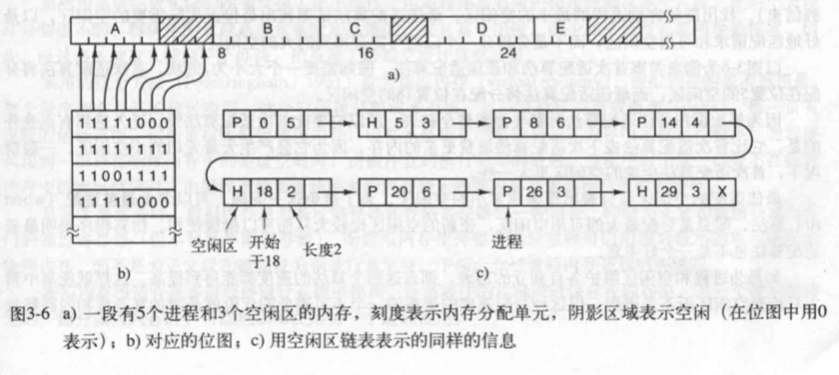 A B C D E
8 16 24
a)
11111000
11111111
11001111
11111000
P 0 5 H 5 3 P 8 6 P 14 4
H 18 2 P 20 6 P 26 3 H 29 3 X
空闲区 开始 长度2 进程
于18
b) c)
图3-6 a) 一段有5个进程和3个空闲区的内存，刻度表示内存分配单元，阴影区域表示空闲（在位图中用0
表示）；b) 对应的位图；c) 用空闲区链表表示的同样的信息